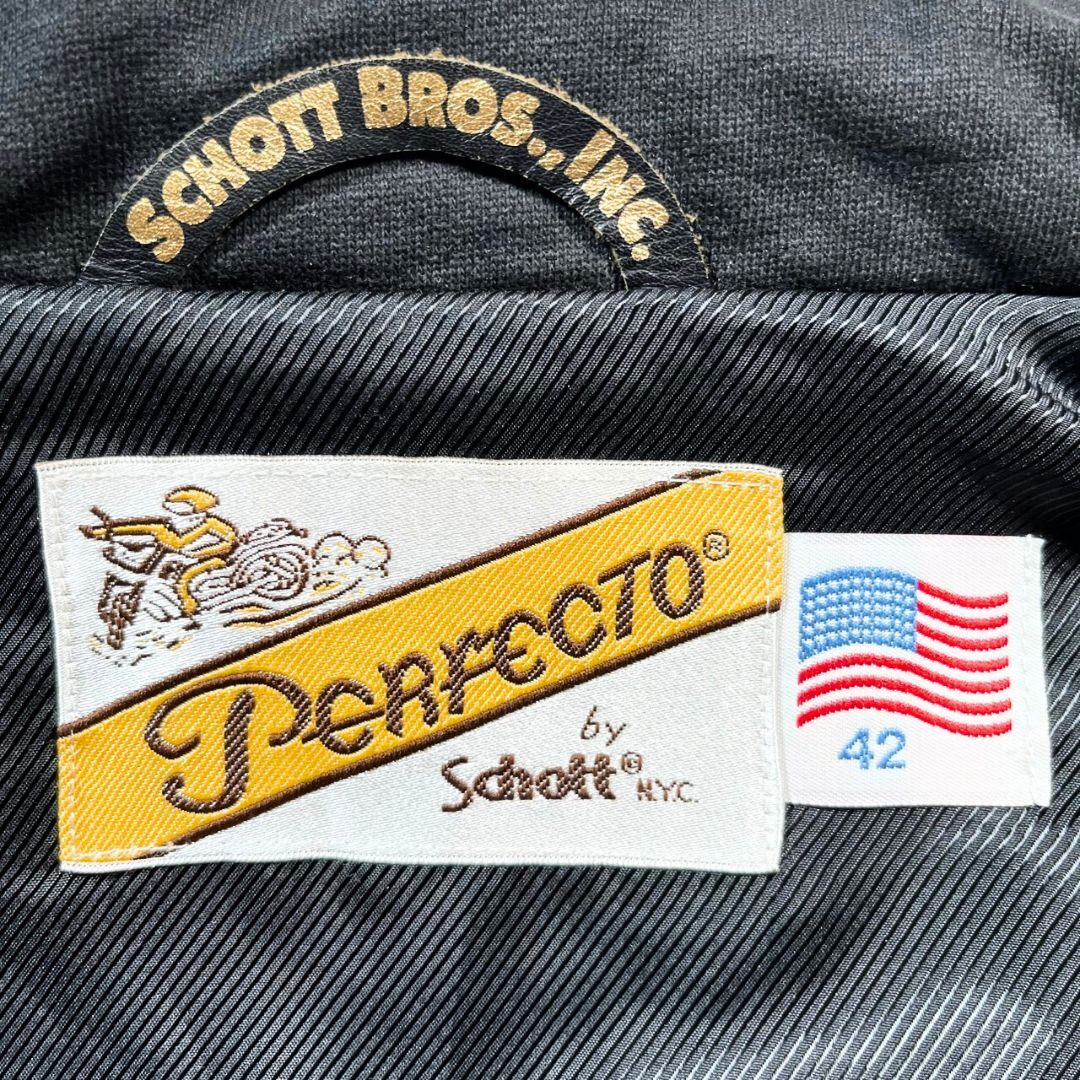 SCHOTT BROS., INC.
Perfecto®
by
Schott® N.Y.C.
42